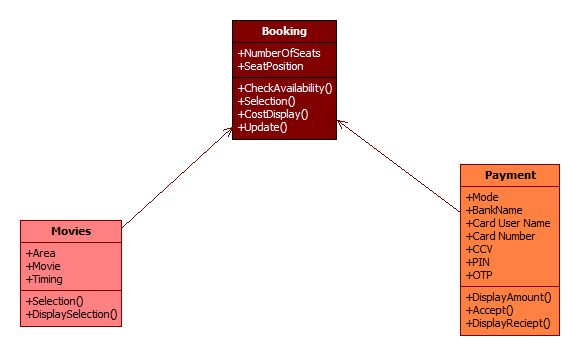 Booking
+NumberOfSeats
+SeatPosition
+CheckAvailability()
+Selection()
+CostDisplay()
+Update()
Movies
+Area
+Movie
+Timing
+Selection()
+DisplaySelection()
Payment
+Mode
+BankName
+Card User Name
+Card Number
+CCV
+PIN
+OTP
+DisplayAmount()
+Accept()
+DisplayReciept()